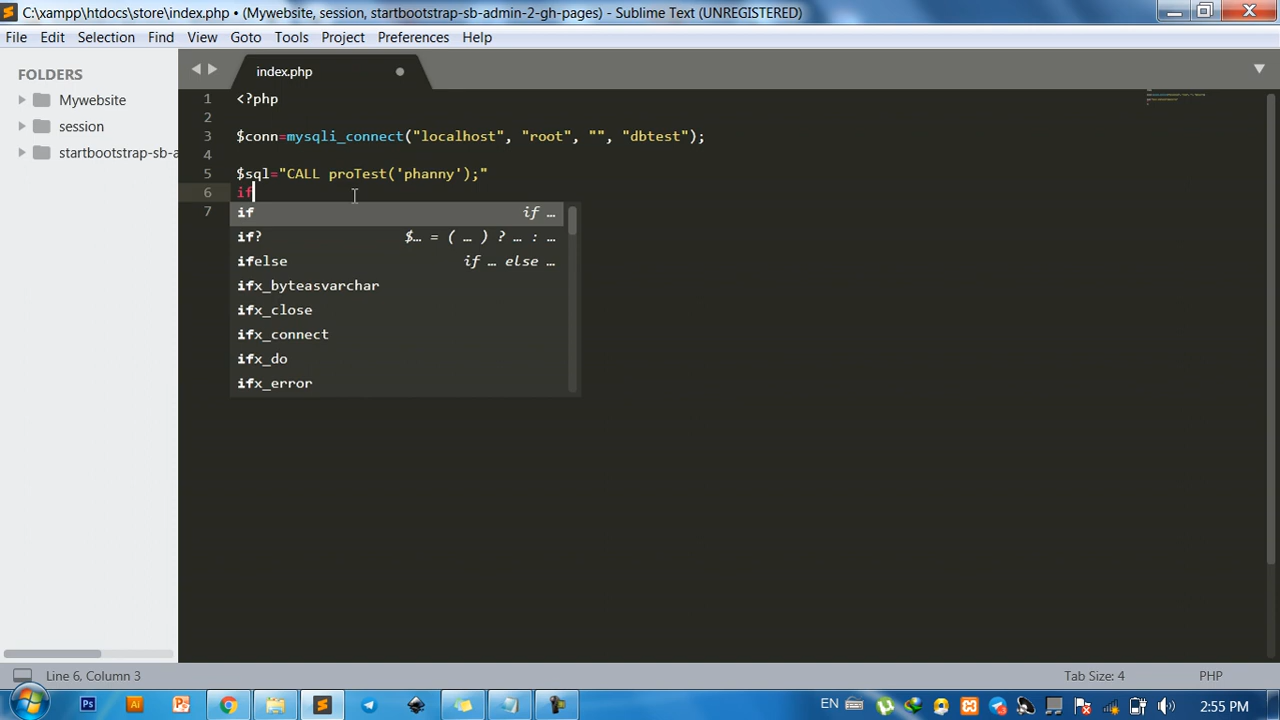 C:\xampp\htdocs\store\index.php • (Mywebsite, session, startbootstrap-sb-admin-2-gh-pages) - Sublime Text (UNREGISTERED)
File Edit Selection Find View Goto Tools Project Preferences Help
FOLDERS
Mywebsite
session
startbootstrap-sb-a
index.php
1 <?php
2
3 $conn=mysqli_connect("localhost", "root", "", "dbtest");
4
5 $sql="CALL proTest('phanny');"
6 if
7
if if …
if? $… = ( … ) ? … : …
ifelse if … else …
ifx_byteasvarchar
ifx_close
ifx_connect
ifx_do
ifx_error
Line 6, Column 3 Tab Size: 4 PHP
Ps Ai EN 2:55 PM